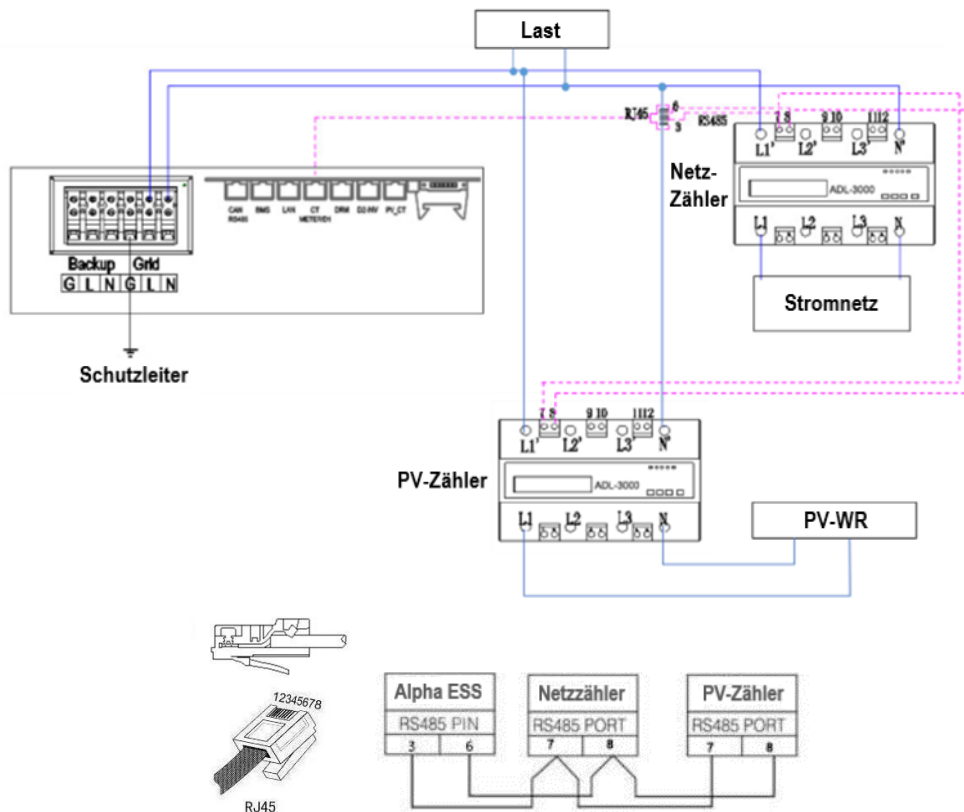 Last
RJ45
6
3
RS485
7 8
9 10
11 12
L1'
L2'
L3'
N'
Netz-
Zähler
ADL-3000
L1
L2
L3
N
Stromnetz
CAN
RS485
BMS
LAN
CT
METER/EN
DRM
PV_CT
Backup
Grid
G L N G L N
Schutzleiter
7 8
9 10
11 12
L1'
L2'
L3'
N'
PV-Zähler
ADL-3000
L1
L2
L3
N
PV-WR
12345678
RJ45
Alpha ESS
RS485 PIN
3 6
Netzzähler
RS485 PORT
7 8
PV-Zähler
RS485 PORT
7 8